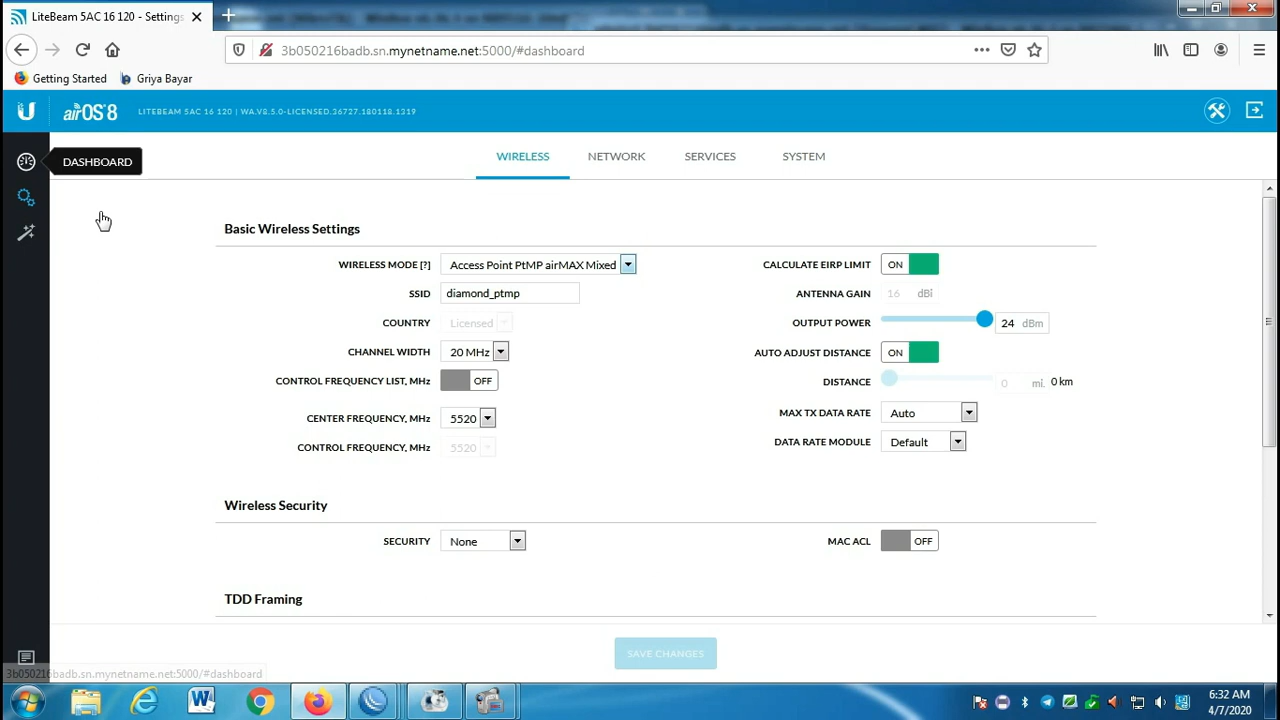 LiteBeam 5AC 16 120 - Settings
3b050216badb.sn.mynetname.net:5000/#dashboard
Getting Started
Griya Bayar
airOS 8
LITEBEAM 5AC 16 120 | WA.V8.5.0-LICENSED.36727.180118.1319
DASHBOARD
WIRELESS NETWORK SERVICES SYSTEM
Basic Wireless Settings
WIRELESS MODE [?] Access Point PtMP airMAX Mixed
SSID diamond_ptmp
COUNTRY Licensed
CHANNEL WIDTH 20 MHz
CONTROL FREQUENCY LIST, MHz OFF
CENTER FREQUENCY, MHz 5520
CONTROL FREQUENCY, MHz 5520
CALCULATE EIRP LIMIT ON
ANTENNA GAIN 16 dBi
OUTPUT POWER 24 dBm
AUTO ADJUST DISTANCE ON
DISTANCE 0 mi. 0 km
MAX TX DATA RATE Auto
DATA RATE MODULE Default
Wireless Security
SECURITY None
MAC ACL OFF
TDD Framing
SAVE CHANGES
3b050216badb.sn.mynetname.net:5000/#dashboard
6:32 AM
4/7/2020